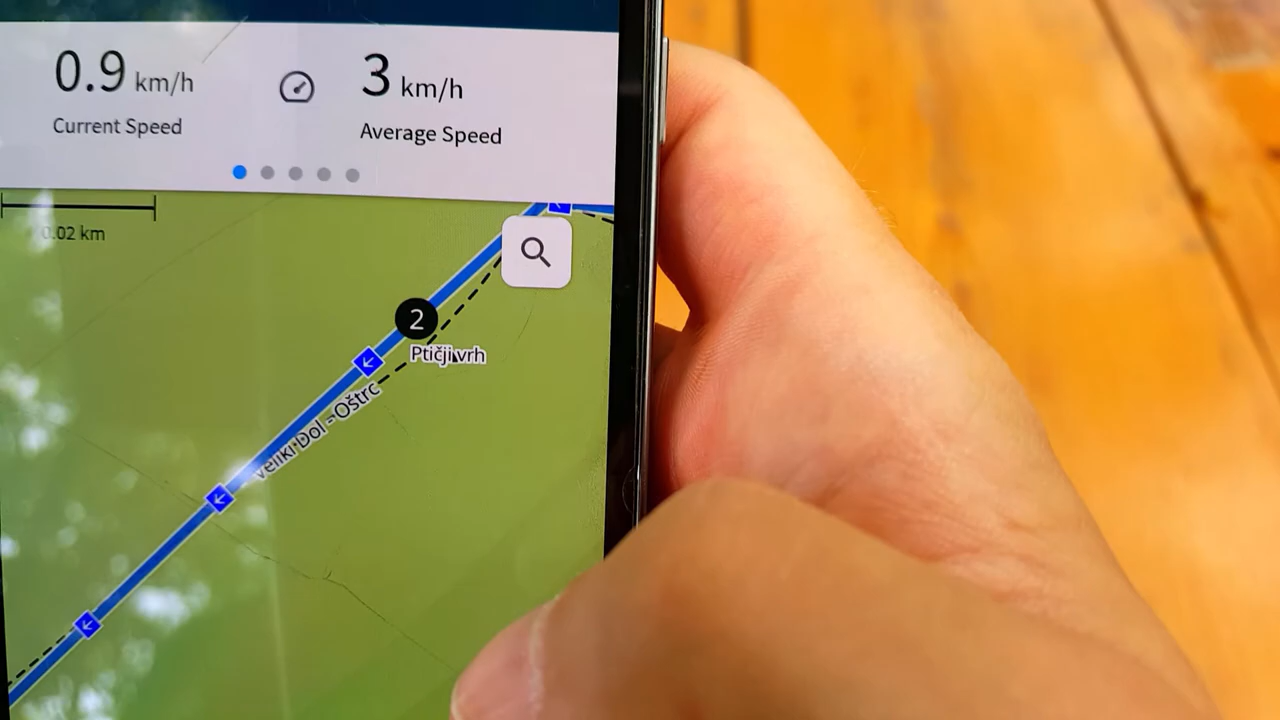 0.9 km/h
Current Speed
3 km/h
Average Speed
0.02 km
2
Ptičji vrh
Veliki Dol - Oštrc